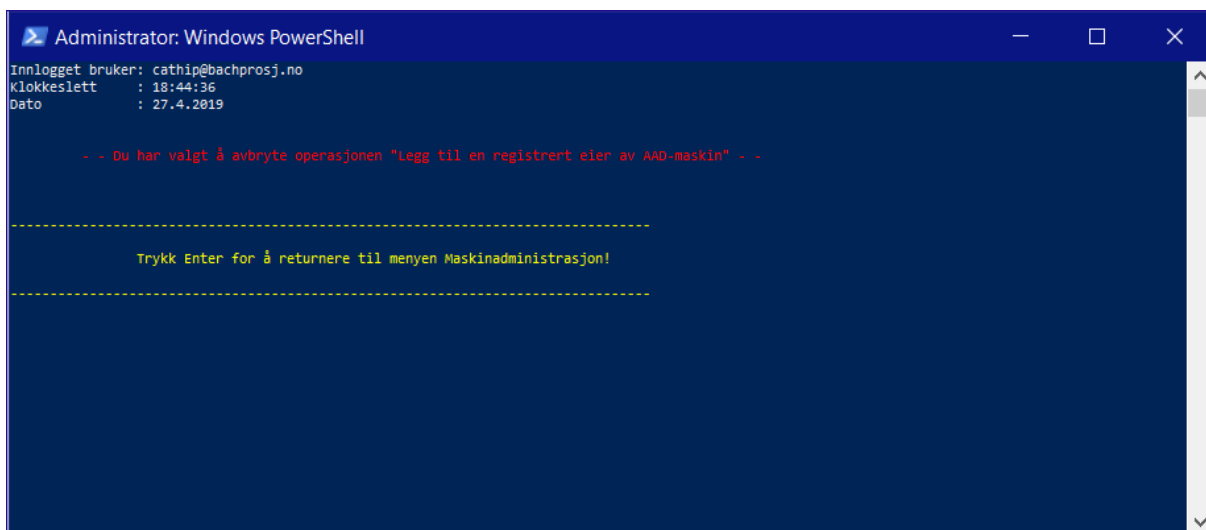 Administrator: Windows PowerShell
Innlogget bruker: cathip@bachprosj.no
Klokkeslett     : 18:44:36
Dato            : 27.4.2019
- - Du har valgt å avbryte operasjonen "Legg til en registrert eier av AAD-maskin" - -
---------------------------------------------------------------------------------
Trykk Enter for å returnere til menyen Maskinadministrasjon!
---------------------------------------------------------------------------------